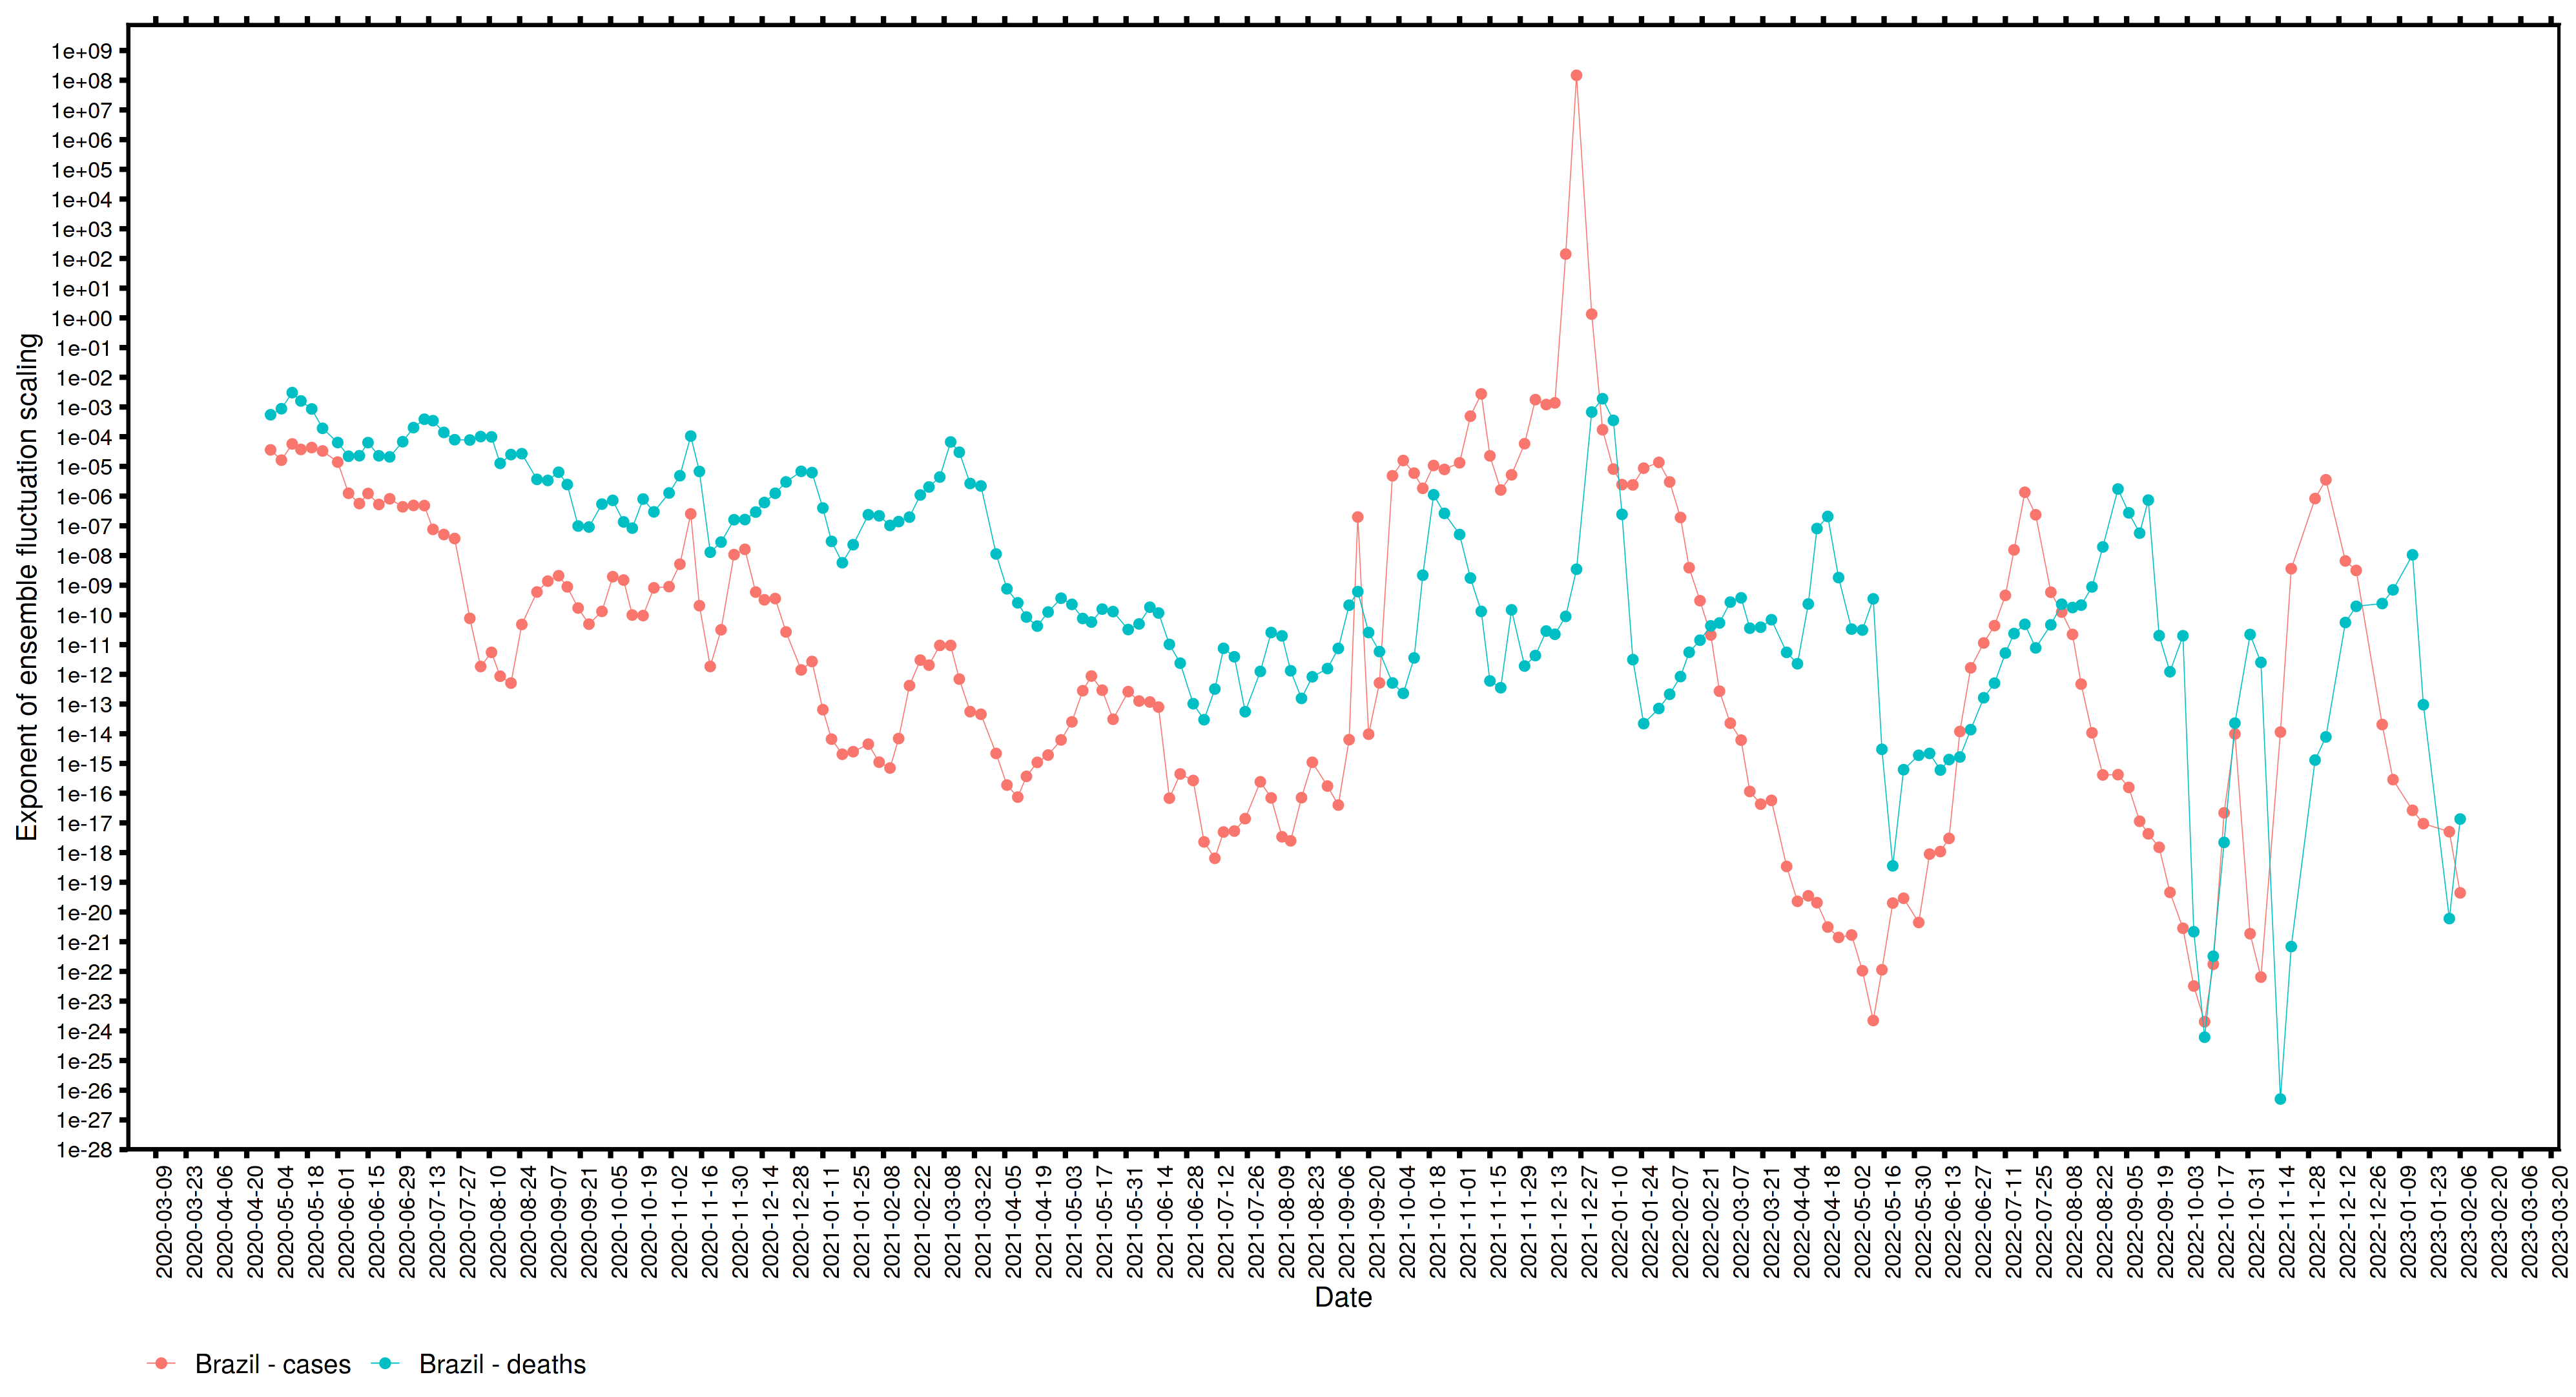 Exponent of ensemble fluctuation scaling
1e+09
1e+08
1e+07
1e+06
1e+05
1e+04
1e+03
1e+02
1e+01
1e+00
1e-01
1e-02
1e-03
1e-04
1e-05
1e-06
1e-07
1e-08
1e-09
1e-10
1e-11
1e-12
1e-13
1e-14
1e-15
1e-16
1e-17
1e-18
1e-19
1e-20
1e-21
1e-22
1e-23
1e-24
1e-25
1e-26
1e-27
1e-28
2020-03-09
2020-03-23
2020-04-06
2020-04-20
2020-05-04
2020-05-18
2020-06-01
2020-06-15
2020-06-29
2020-07-13
2020-07-27
2020-08-10
2020-08-24
2020-09-07
2020-09-21
2020-10-05
2020-10-19
2020-11-02
2020-11-16
2020-11-30
2020-12-14
2020-12-28
2021-01-11
2021-01-25
2021-02-08
2021-02-22
2021-03-08
2021-03-22
2021-04-05
2021-04-19
2021-05-03
2021-05-17
2021-05-31
2021-06-14
2021-06-28
2021-07-12
2021-07-26
2021-08-09
2021-08-23
2021-09-06
2021-09-20
2021-10-04
2021-10-18
2021-11-01
2021-11-15
2021-11-29
2021-12-13
2021-12-27
2022-01-10
2022-01-24
2022-02-07
2022-02-21
2022-03-07
2022-03-21
2022-04-04
2022-04-18
2022-05-02
2022-05-16
2022-05-30
2022-06-13
2022-06-27
2022-07-11
2022-07-25
2022-08-08
2022-08-22
2022-09-05
2022-09-19
2022-10-03
2022-10-17
2022-10-31
2022-11-14
2022-11-28
2022-12-12
2022-12-26
2023-01-09
2023-01-23
2023-02-06
2023-02-20
2023-03-06
2023-03-20
Date
Brazil - cases
Brazil - deaths